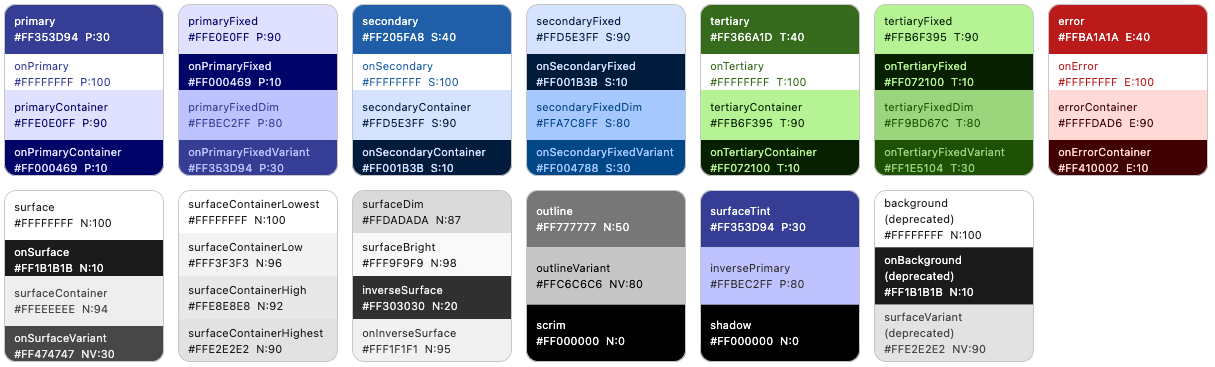 primary
#FF353D94 P:30
onPrimary
#FFFFFFFF P:100
primaryContainer
#FFE0E0FF P:90
onPrimaryContainer
#FF000469 P:10
primaryFixed
#FFE0E0FF P:90
onPrimaryFixed
#FF000469 P:10
primaryFixedDim
#FFBEC2FF P:80
onPrimaryFixedVariant
#FF353D94 P:30
secondary
#FF205FA8 S:40
onSecondary
#FFFFFFFF S:100
secondaryContainer
#FFD5E3FF S:90
onSecondaryContainer
#FF001B3B S:10
secondaryFixed
#FFD5E3FF S:90
onSecondaryFixed
#FF001B3B S:10
secondaryFixedDim
#FFA7C8FF S:80
onSecondaryFixedVariant
#FF004788 S:30
tertiary
#FF366A1D T:40
onTertiary
#FFFFFFFF T:100
tertiaryContainer
#FFB6F395 T:90
onTertiaryContainer
#FF072100 T:10
tertiaryFixed
#FFB6F395 T:90
onTertiaryFixed
#FF072100 T:10
tertiaryFixedDim
#FF9BD67C T:80
onTertiaryFixedVariant
#FF1E5104 T:30
error
#FFBA1A1A E:40
onError
#FFFFFFFF E:100
errorContainer
#FFFFDAD6 E:90
onErrorContainer
#FF410002 E:10
surface
#FFFFFFFF N:100
onSurface
#FF1B1B1B N:10
surfaceContainer
#FFEEEEEE N:94
onSurfaceVariant
#FF474747 NV:30
surfaceContainerLowest
#FFFFFFFF N:100
surfaceContainerLow
#FFF3F3F3 N:96
surfaceContainerHigh
#FFE8E8E8 N:92
surfaceContainerHighest
#FFE2E2E2 N:90
surfaceDim
#FFDADADA N:87
surfaceBright
#FFF9F9F9 N:98
inverseSurface
#FF303030 N:20
onInverseSurface
#FFF1F1F1 N:95
outline
#FF777777 N:50
outlineVariant
#FFC6C6C6 NV:80
scrim
#FF000000 N:0
surfaceTint
#FF353D94 P:30
inversePrimary
#FFBEC2FF P:80
shadow
#FF000000 N:0
background
(deprecated)
#FFFFFFFF N:100
onBackground
(deprecated)
#FF1B1B1B N:10
surfaceVariant
(deprecated)
#FFE2E2E2 NV:90